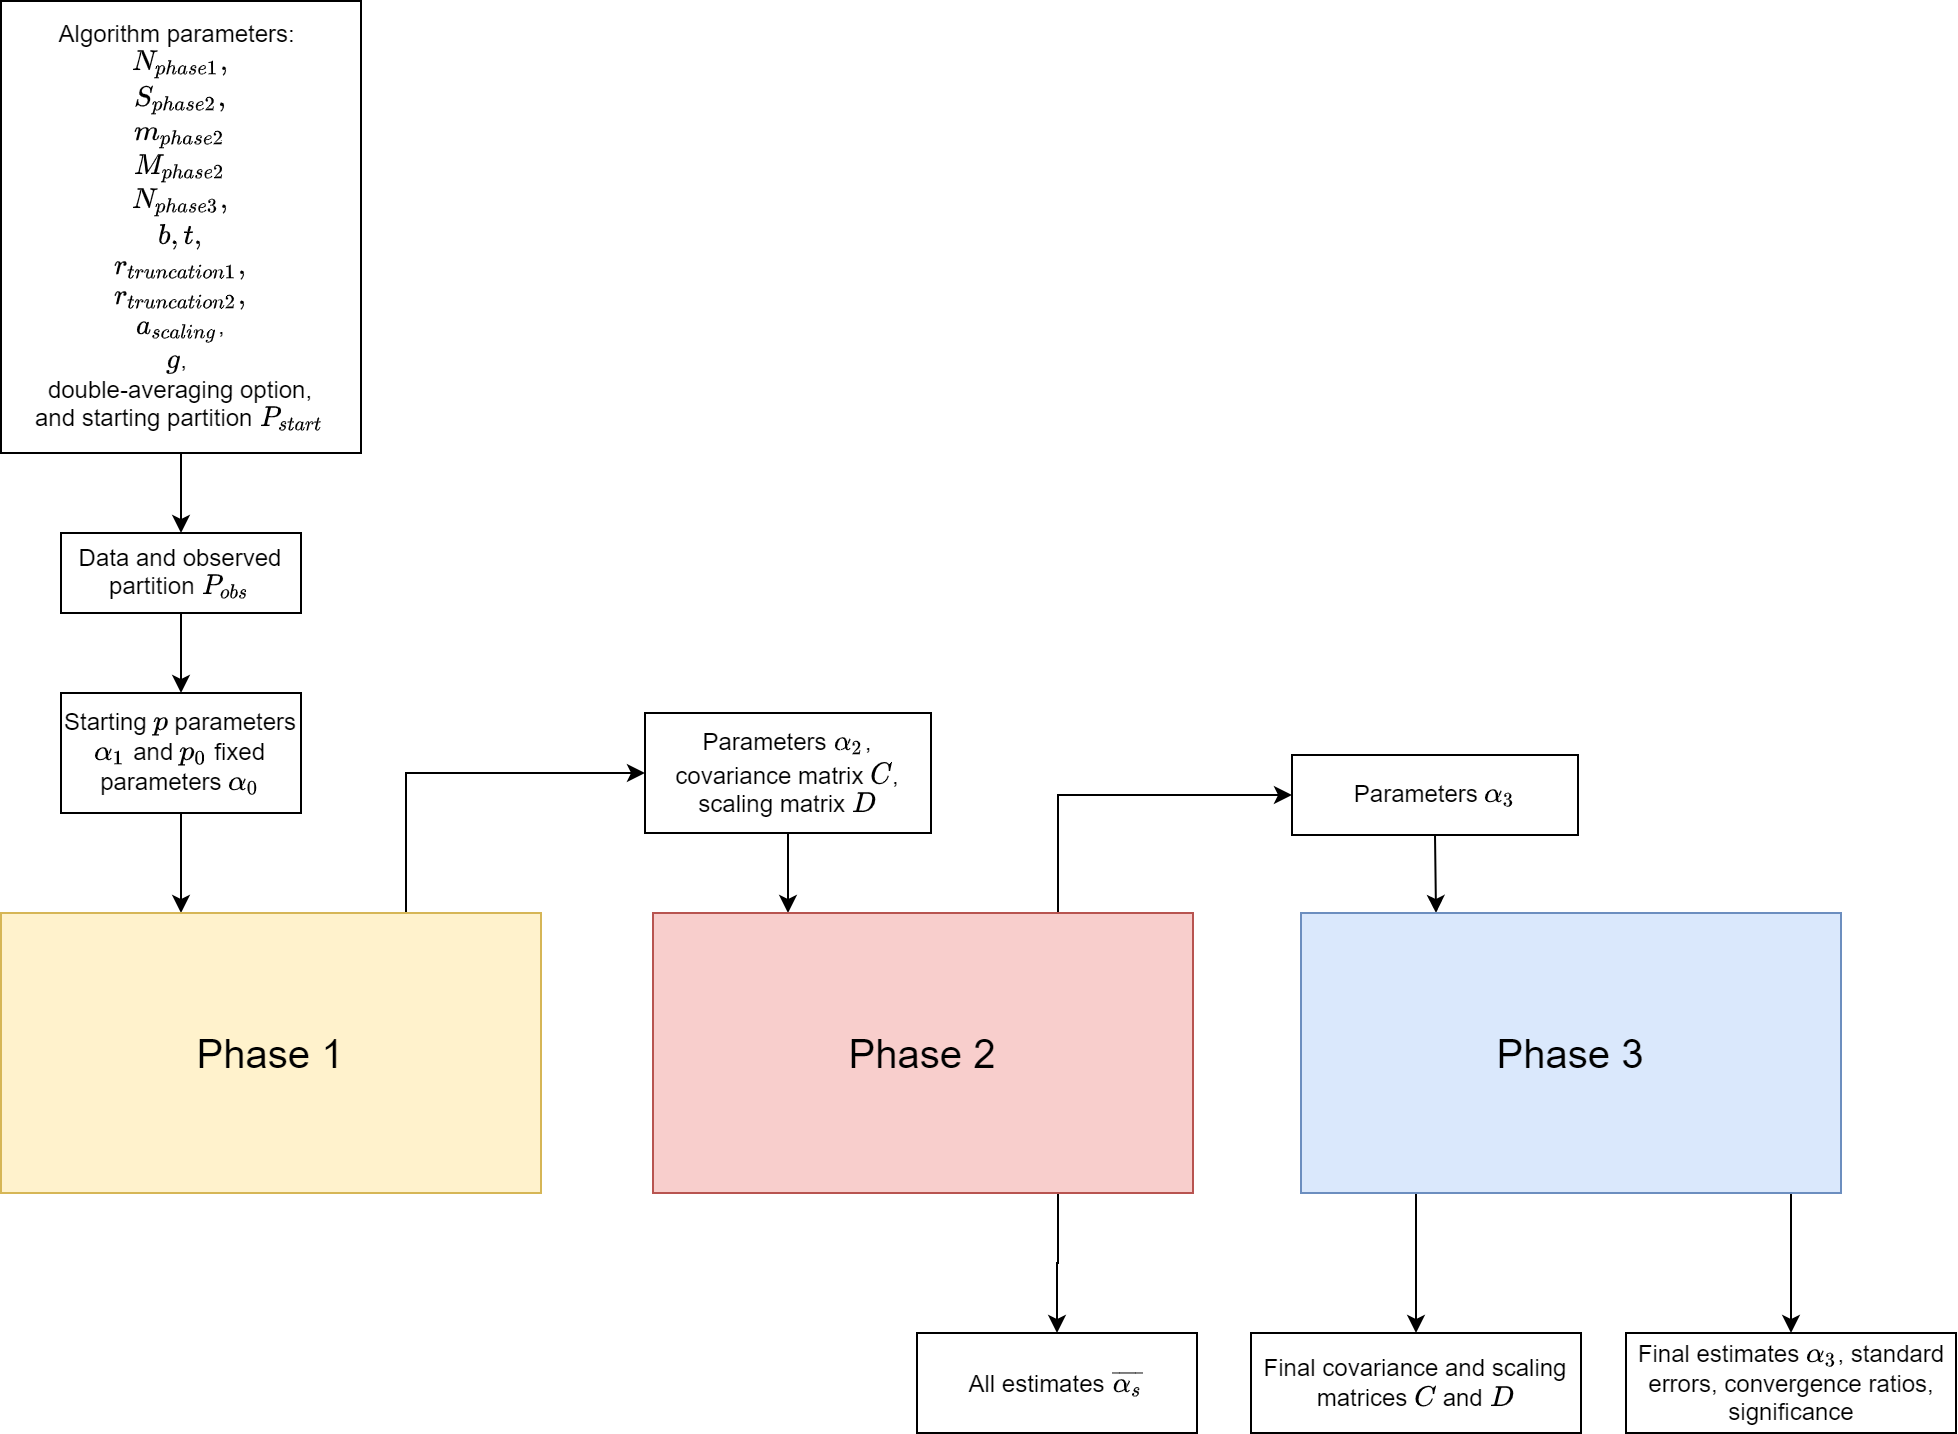 Algorithm parameters:
$N_{phase1},$
$S_{phase2},$
$m_{phase2}$
$M_{phase2}$
$N_{phase3},$
$b, t,$
$r_{truncation1},$
$r_{truncation2},$
$a_{scaling}$,
$g$,
double-averaging option,
and starting partition $P_{start}$
Data and observed
partition $P_{obs}$
Starting $p$ parameters
$\alpha_1$ and $p_0$ fixed
parameters $\alpha_0$
Parameters $\alpha_2$,
covariance matrix $C$,
scaling matrix $D$
Parameters $\alpha_3$
Phase 1
Phase 2
Phase 3
All estimates $\overline{\alpha_s}$
Final covariance and scaling
matrices $C$ and $D$
Final estimates $\alpha_3$, standard
errors, convergence ratios,
significance